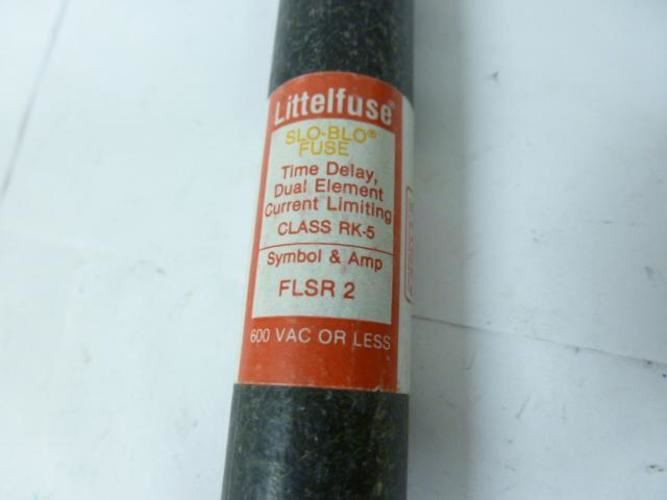 Littelfuse®
SLO-BLO®
FUSE
Time Delay,
Dual Element
Current Limiting
CLASS RK-5
Symbol & Amp
FLSR 2
600 VAC OR LESS